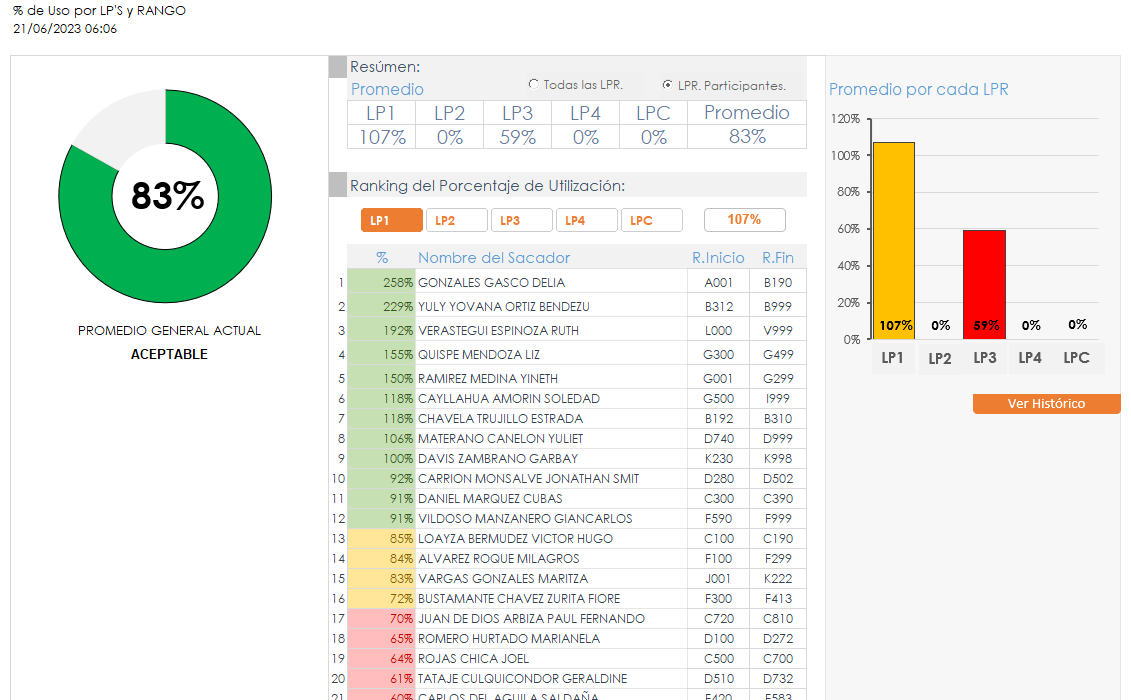 % de Uso por LP'S y RANGO
21/06/2023 06:06
83%
PROMEDIO GENERAL ACTUAL
ACEPTABLE
Resúmen:
Promedio
Todas las LPR. LPR. Participantes.
LP1 LP2 LP3 LP4 LPC Promedio
107% 0% 59% 0% 0% 83%
Ranking del Porcentaje de Utilización:
LP1 LP2 LP3 LP4 LPC 107%
% Nombre del Sacador R.Inicio R.Fin
1 258% GONZALES GASCO DELIA A001 B190
2 229% YULY YOVANA ORTIZ BENDEZU B312 B999
3 192% VERASTEGUI ESPINOZA RUTH L000 V999
4 155% QUISPE MENDOZA LIZ G300 G499
5 150% RAMIREZ MEDINA YINETH G001 G299
6 118% CAYLLAHUA AMORIN SOLEDAD G500 I999
7 118% CHAVELA TRUJILLO ESTRADA B192 B310
8 106% MATERANO CANELON YULIET D740 D999
9 100% DAVIS ZAMBRANO GARBAY K230 K998
10 92% CARRION MONSALVE JONATHAN SMIT D280 D502
11 91% DANIEL MARQUEZ CUBAS C300 C390
12 91% VILDOSO MANZANERO GIANCARLOS F590 F999
13 85% LOAYZA BERMUDEZ VICTOR HUGO C100 C190
14 84% ALVAREZ ROQUE MILAGROS F100 F299
15 83% VARGAS GONZALES MARITZA J001 K222
16 72% BUSTAMANTE CHAVEZ ZURITA FIORE F300 F413
17 70% JUAN DE DIOS ARBIZA PAUL FERNANDO C720 C810
18 65% ROMERO HURTADO MARIANELA D100 D272
19 64% ROJAS CHICA JOEL C500 C700
20 61% TATAJE CULQUICONDOR GERALDINE D510 D732
21 60% CARLOS DEL AGUILA SALDAÑA F420 F583
Promedio por cada LPR
120%
100%
80%
60%
40%
20%
0%
107% 0% 59% 0% 0%
LP1 LP2 LP3 LP4 LPC
Ver Histórico